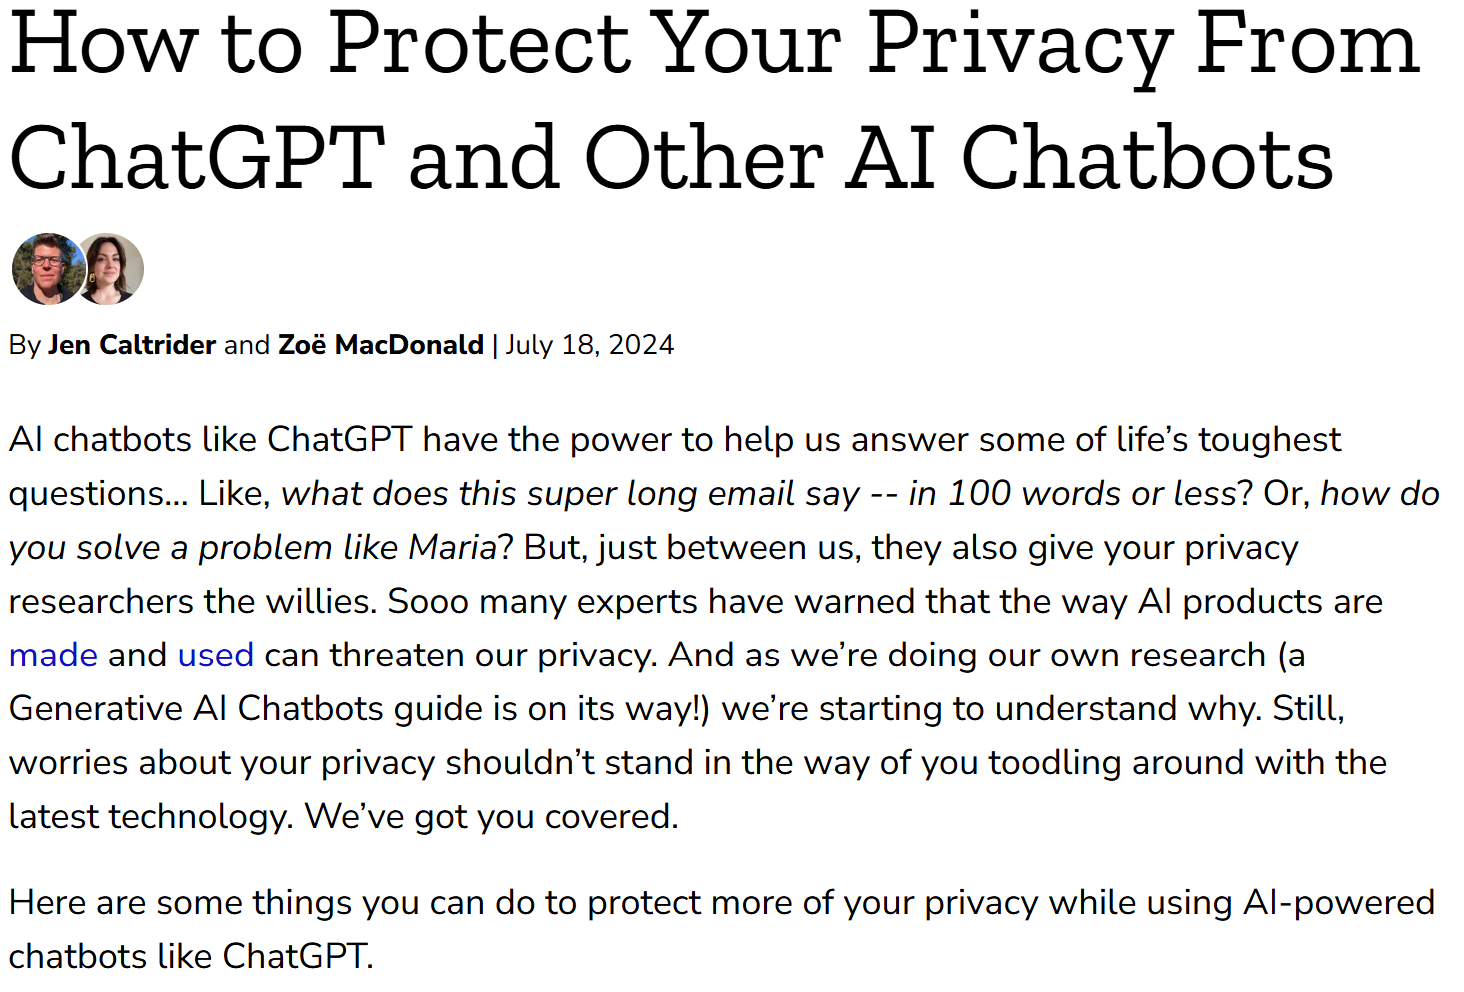 How to Protect Your Privacy From
ChatGPT and Other AI Chatbots
By Jen Caltrider and Zoë MacDonald | July 18, 2024
AI chatbots like ChatGPT have the power to help us answer some of life’s toughest
questions... Like, what does this super long email say -- in 100 words or less? Or, how do
you solve a problem like Maria? But, just between us, they also give your privacy
researchers the willies. Sooo many experts have warned that the way AI products are
made and used can threaten our privacy. And as we’re doing our own research (a
Generative AI Chatbots guide is on its way!) we’re starting to understand why. Still,
worries about your privacy shouldn’t stand in the way of you toodling around with the
latest technology. We’ve got you covered.
Here are some things you can do to protect more of your privacy while using AI-powered
chatbots like ChatGPT.